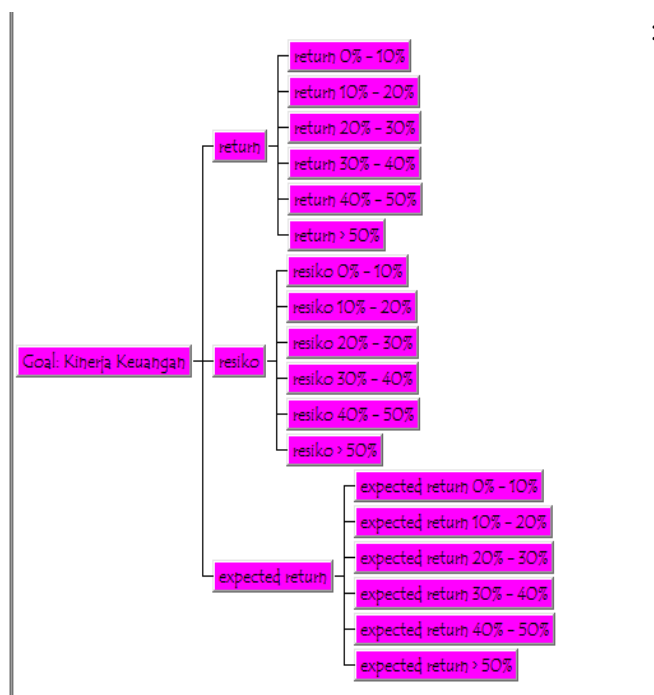 return 0% - 10%
return 10% - 20%
return 20% - 30%
return
return 30% - 40%
return 40% - 50%
return > 50%
resiko 0% - 10%
resiko 10% - 20%
resiko 20% - 30%
Goal: Kinerja Keuangan
resiko
resiko 30% - 40%
resiko 40% - 50%
resiko > 50%
expected return 0% - 10%
expected return 10% - 20%
expected return 20% - 30%
expected return
expected return 30% - 40%
expected return 40% - 50%
expected return > 50%